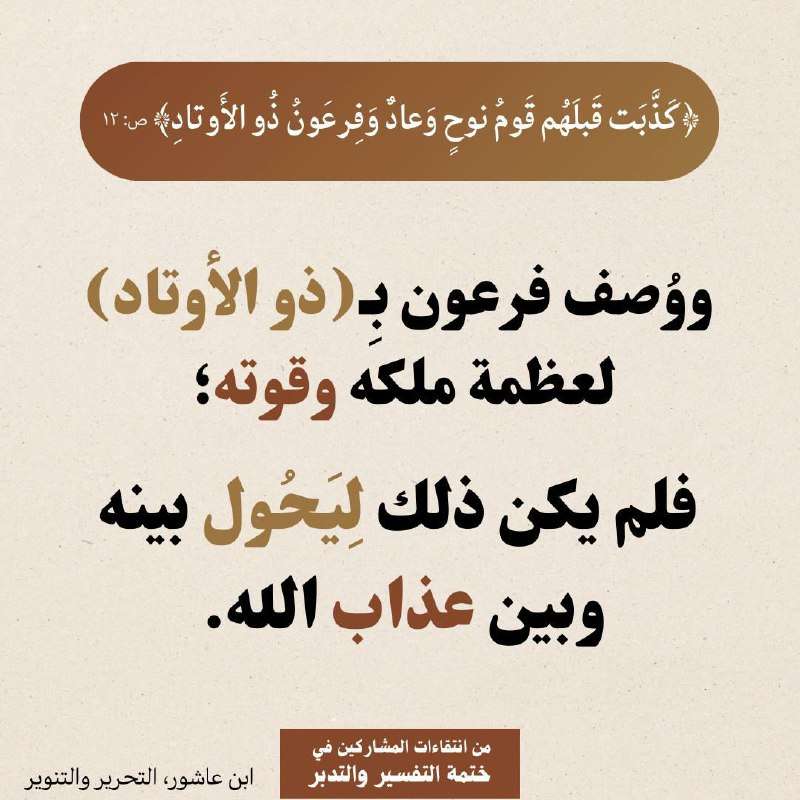 ﴿كَذَّبَت قَبلَهُم قَومُ نوحٍ وَعادٌ وَفِرعَونُ ذُو الأَوتادِ﴾ ص: ١٢
ووُصف فرعون بِـ(ذو الأوتاد)
لعظمة ملكه وقوته؛
فلم يكن ذلك لِيَحُول بينه
وبين عذاب الله.
من انتقاءات المشاركين في
ختمة التفسير والتدبر
ابن عاشور، التحرير والتنوير